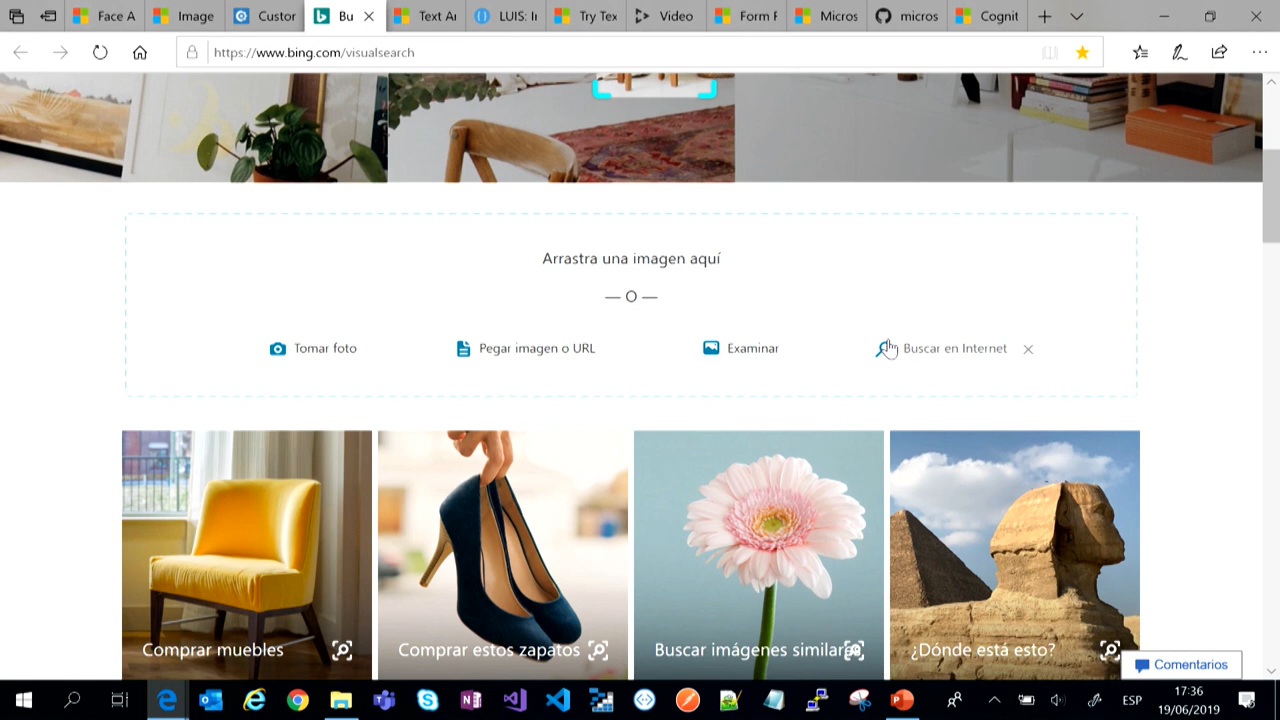 Face A
Image
Custor
Bu
Text Ar
LUIS: Ir
Try Tex
Video
Form F
Micros
micros
Cognit
https://www.bing.com/visualsearch
Arrastra una imagen aquí
— O —
Tomar foto
Pegar imagen o URL
Examinar
Buscar en Internet
Comprar muebles
Comprar estos zapatos
Buscar imágenes similares
¿Dónde está esto?
Comentarios
ESP
17:36
19/06/2019